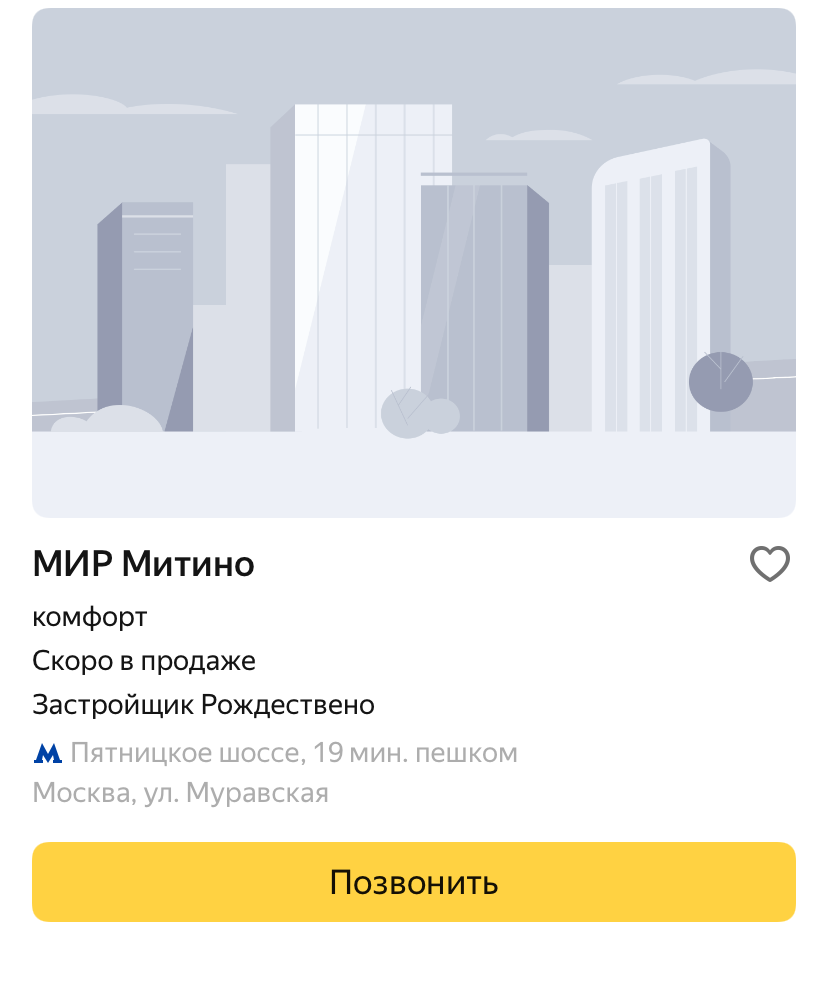 МИР Митино
комфорт
Скоро в продаже
Застройщик Рождествено
Пятницкое шоссе, 19 мин. пешком
Москва, ул. Муравская
Позвонить